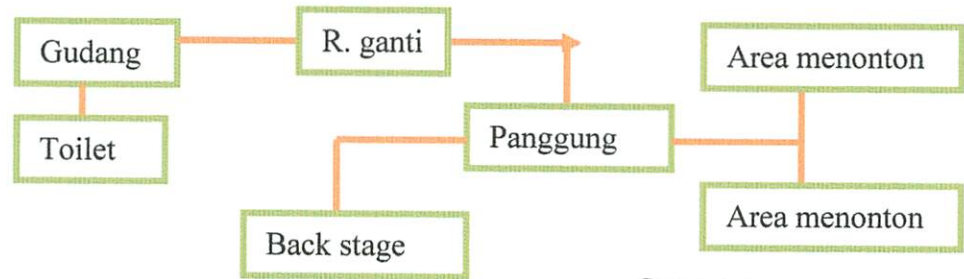 Gudang
R. ganti
Area menonton
Toilet
Panggung
Back stage
Area menonton